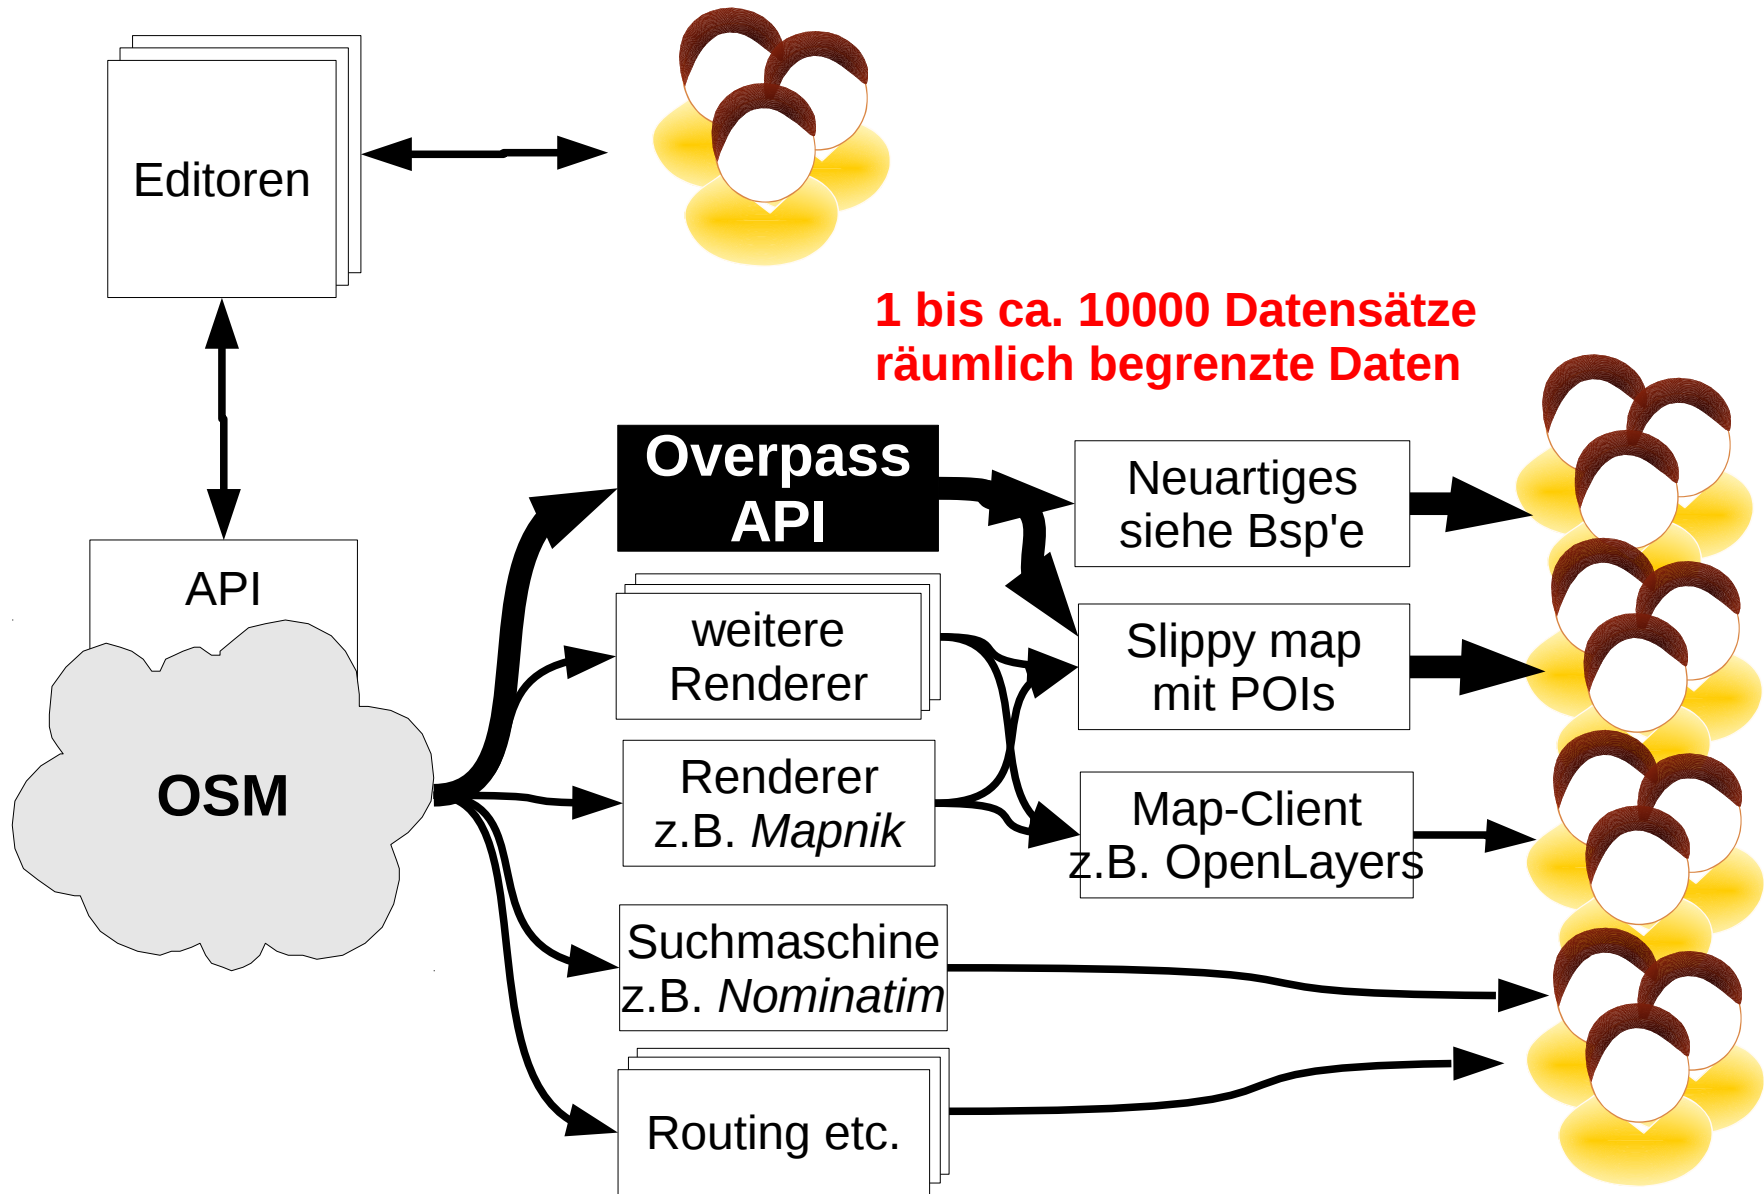 Editoren
1 bis ca. 10000 Datensätze
räumlich begrenzte Daten
Overpass
API
Neuartiges
siehe Bsp'e
API
weitere
Renderer
Slippy map
mit POIs
OSM
Renderer
z.B. Mapnik
Map-Client
z.B. OpenLayers
Suchmaschine
z.B. Nominatim
Routing etc.